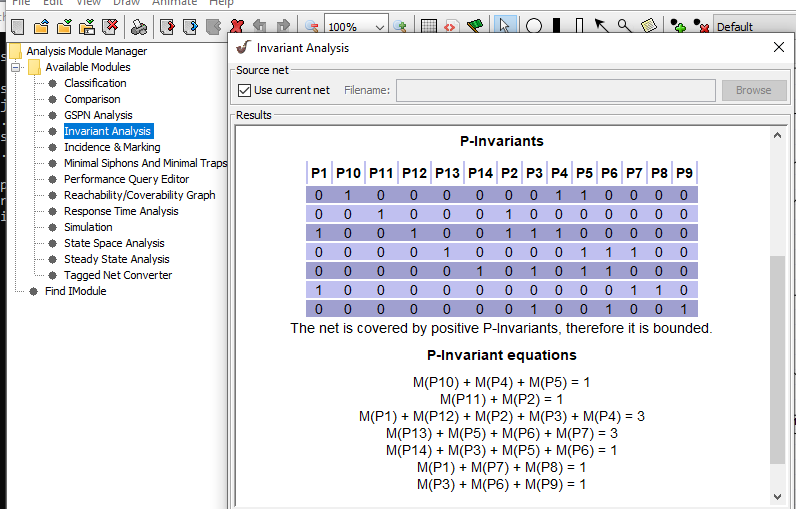 File Edit View Draw Animate Help
100%
Default
Analysis Module Manager
Available Modules
Classification
Comparison
GSPN Analysis
Invariant Analysis
Incidence & Marking
Minimal Siphons And Minimal Traps
Performance Query Editor
Reachability/Coverability Graph
Response Time Analysis
Simulation
State Space Analysis
Steady State Analysis
Tagged Net Converter
Find IModule
Invariant Analysis
Source net
Use current net Filename: Browse
Results
P-Invariants
P1 P10 P11 P12 P13 P14 P2 P3 P4 P5 P6 P7 P8 P9
0 1 0 0 0 0 0 0 1 1 0 0 0 0
0 0 1 0 0 0 1 0 0 0 0 0 0 0
1 0 0 1 0 0 1 1 1 0 0 0 0 0
0 0 0 0 1 0 0 0 0 1 1 1 0 0
0 0 0 0 0 1 0 1 0 1 1 0 0 0
1 0 0 0 0 0 0 0 0 0 0 1 1 0
0 0 0 0 0 0 0 1 0 0 1 0 0 1
The net is covered by positive P-Invariants, therefore it is bounded.
P-Invariant equations
M(P10) + M(P4) + M(P5) = 1
M(P11) + M(P2) = 1
M(P1) + M(P12) + M(P2) + M(P3) + M(P4) = 3
M(P13) + M(P5) + M(P6) + M(P7) = 3
M(P14) + M(P3) + M(P5) + M(P6) = 1
M(P1) + M(P7) + M(P8) = 1
M(P3) + M(P6) + M(P9) = 1